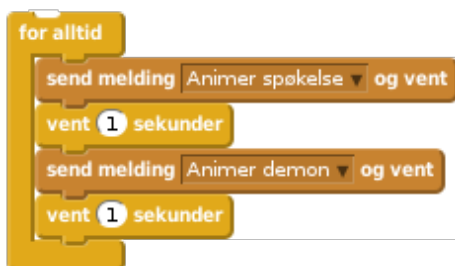 for alltid
send melding Animer spøkelse og vent
vent 1 sekunder
send melding Animer demon og vent
vent 1 sekunder